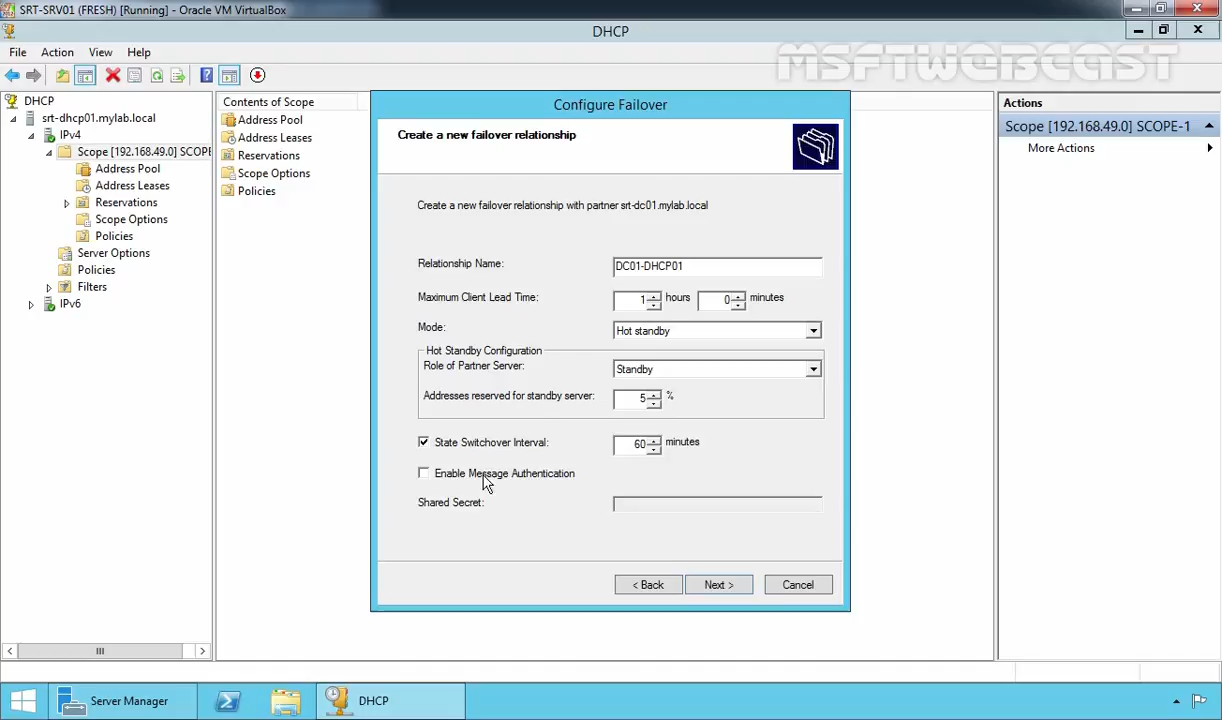 SRT-SRV01 (FRESH) [Running] - Oracle VM VirtualBox
DHCP
File Action View Help
MSFTWEBCAST
DHCP
srt-dhcp01.mylab.local
IPv4
Scope [192.168.49.0] SCOPE
Address Pool
Address Leases
Reservations
Scope Options
Policies
Server Options
Policies
Filters
IPv6
Contents of Scope
Address Pool
Address Leases
Reservations
Scope Options
Policies
Configure Failover
Create a new failover relationship
Create a new failover relationship with partner srt-dc01.mylab.local
Relationship Name: DC01-DHCP01
Maximum Client Lead Time: 1 hours 0 minutes
Mode: Hot standby
Hot Standby Configuration
Role of Partner Server: Standby
Addresses reserved for standby server: 5 %
State Switchover Interval: 60 minutes
Enable Message Authentication
Shared Secret:
< Back Next > Cancel
Actions
Scope [192.168.49.0] SCOPE-1
More Actions
Server Manager DHCP